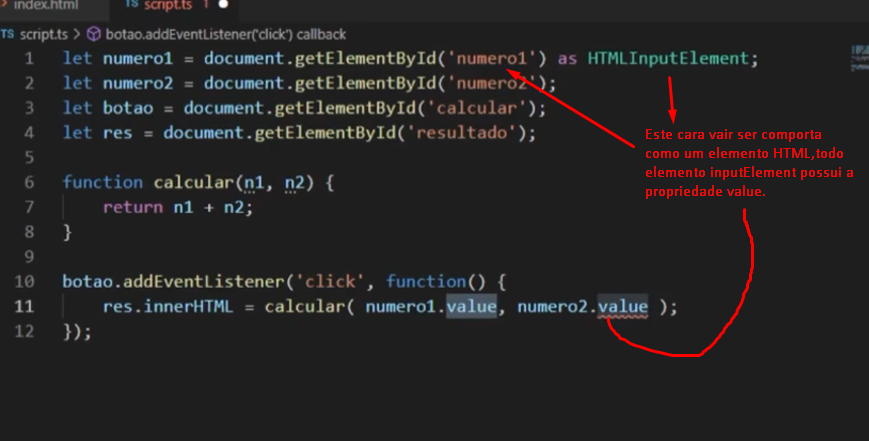 index.html TS script.ts 1
TS script.ts > botao.addEventListener('click') callback
1 let numero1 = document.getElementById('numero1') as HTMLInputElement;
2 let numero2 = document.getElementById('numero2');
3 let botao = document.getElementById('calcular');
4 let res = document.getElementById('resultado');
5
6 function calcular(n1, n2) {
7 return n1 + n2;
8 }
9
10 botao.addEventListener('click', function() {
11 res.innerHTML = calcular( numero1.value, numero2.value );
12 });
Este cara vair ser comporta
como um elemento HTML,todo
elemento inputElement possui a
propriedade value.